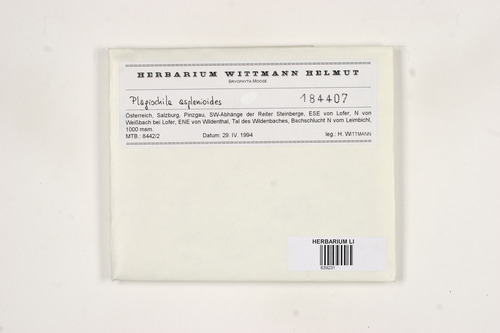 HERBARIUM WITTMANN HELMUT
BRYOPHYTA MOOSE
Plagiochila asplenioides 184407
Österreich, Salzburg, Pinzgau, SW-Abhänge der Reiter Steinberge, ESE von Lofer, N von
Weißbach bei Lofer, ENE von Wildenthal, Tal des Wildenbaches, Bachschlucht N vom Leimbichl,
1000 msm.
MTB.: 8442/2 Datum: 29. IV. 1994 leg.: H. WITTMANN
HERBARIUM LI
639231